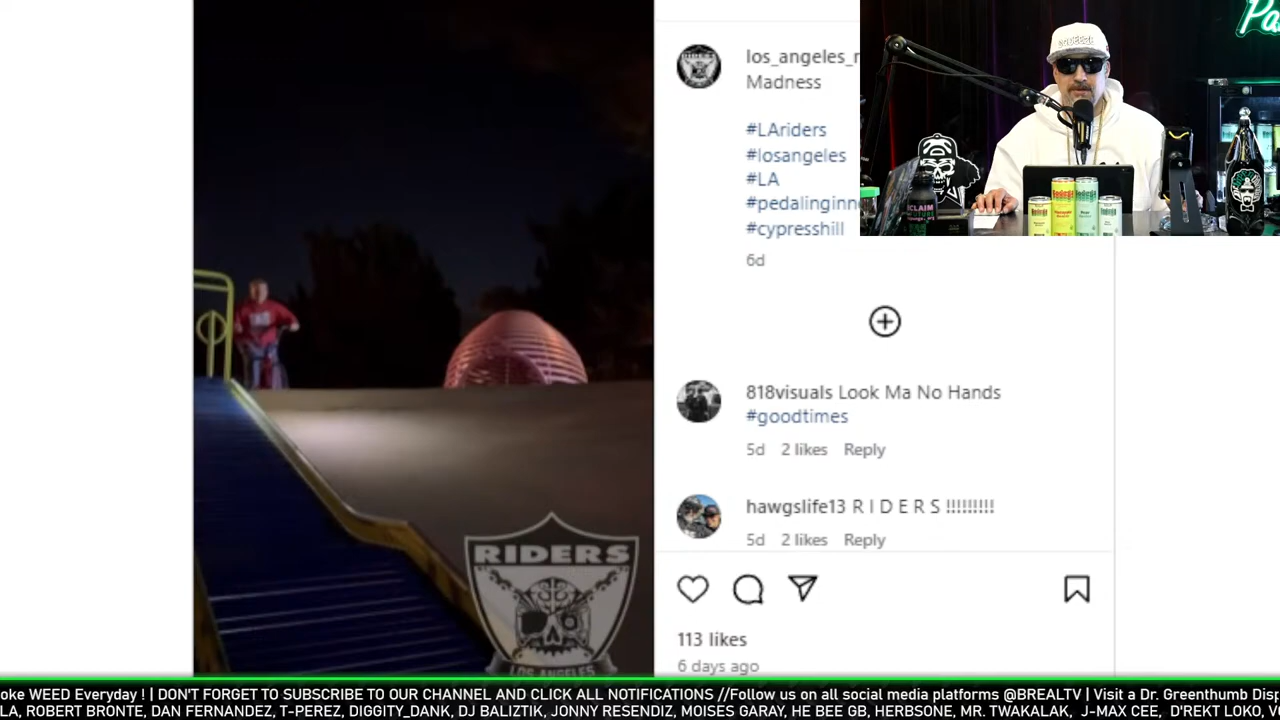 los_angeles_
Madness
#LAriders
#losangeles
#LA
#pedalinginn
#cypresshill
6d
818visuals Look Ma No Hands
#goodtimes
5d 2 likes Reply
hawgslife13 R I D E R S !!!!!!!!!
5d 2 likes Reply
RIDERS
LOS ANGELES
113 likes
6 days ago
oke WEED Everyday ! | DON'T FORGET TO SUBSCRIBE TO OUR CHANNEL AND CLICK ALL NOTIFICATIONS //Follow us on all social media platforms @BREALTV | Visit a Dr. Greenthumb Disp
LA, ROBERT BRONTE, DAN FERNANDEZ, T-PEREZ, DIGGITY_DANK, DJ BALIZTIK, JONNY RESENDIZ, MOISES GARAY, HE BEE GB, HERBSONE, MR. TWAKALAK, J-MAX CEE, D'REKT LOKO, V